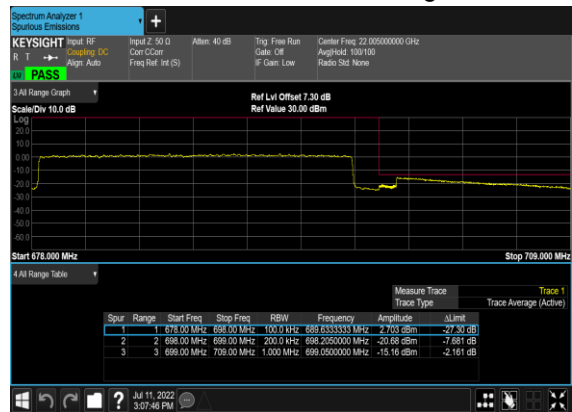 Spectrum Analyzer 1
Spurious Emissions
KEYSIGHT Input: RF Input Z: 50 Ω Atten: 40 dB Trig: Free Run Center Freq: 22.005000000 GHz
R T Coupling: DC Corr CCorr Gate: Off Avg|Hold: 100/100
Align: Auto Freq Ref: Int (S) IF Gain: Low Radio Std: None
LW PASS
3 All Range Graph
Ref Lvl Offset 7.30 dB
Scale/Div 10.0 dB Ref Value 30.00 dBm
Log
20.0
10.0
0.00
-10.0
-20.0
-30.0
-40.0
-50.0
-60.0
Start 678.000 MHz Stop 709.000 MHz
4 All Range Table
Measure Trace Trace 1
Trace Type Trace Average (Active)
Spur Range Start Freq Stop Freq RBW Frequency Amplitude ΔLimit
1 1 678.00 MHz 698.00 MHz 100.0 kHz 689.6333333 MHz 2.703 dBm -27.30 dB
2 2 698.00 MHz 699.00 MHz 200.0 kHz 698.2050000 MHz -20.68 dBm -7.681 dB
3 3 699.00 MHz 709.00 MHz 1.000 MHz 699.0500000 MHz -15.16 dBm -2.161 dB
Jul 11, 2022
3:07:46 PM